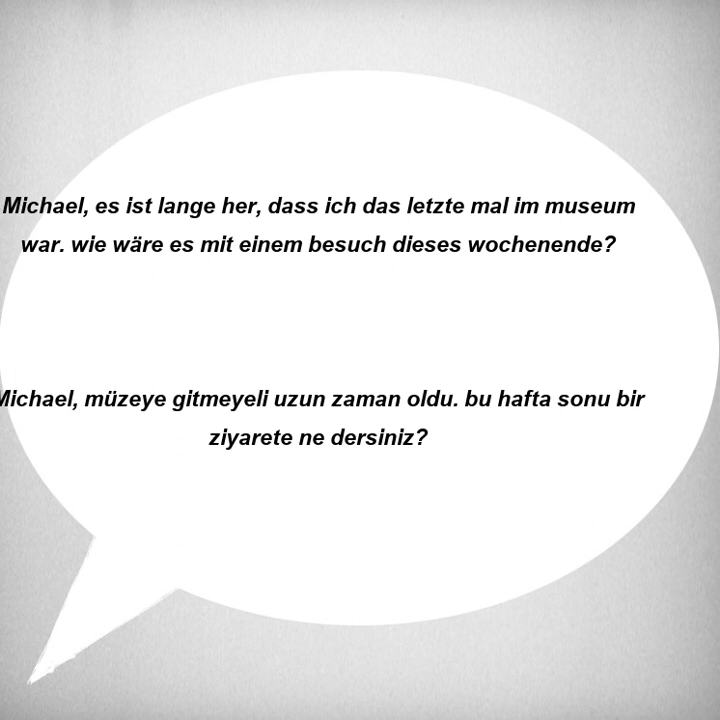 Michael, es ist lange her, dass ich das letzte mal im museum
war. wie wäre es mit einem besuch dieses wochenende?
Michael, müzeye gitmeyeli uzun zaman oldu. bu hafta sonu bir
ziyarete ne dersiniz?